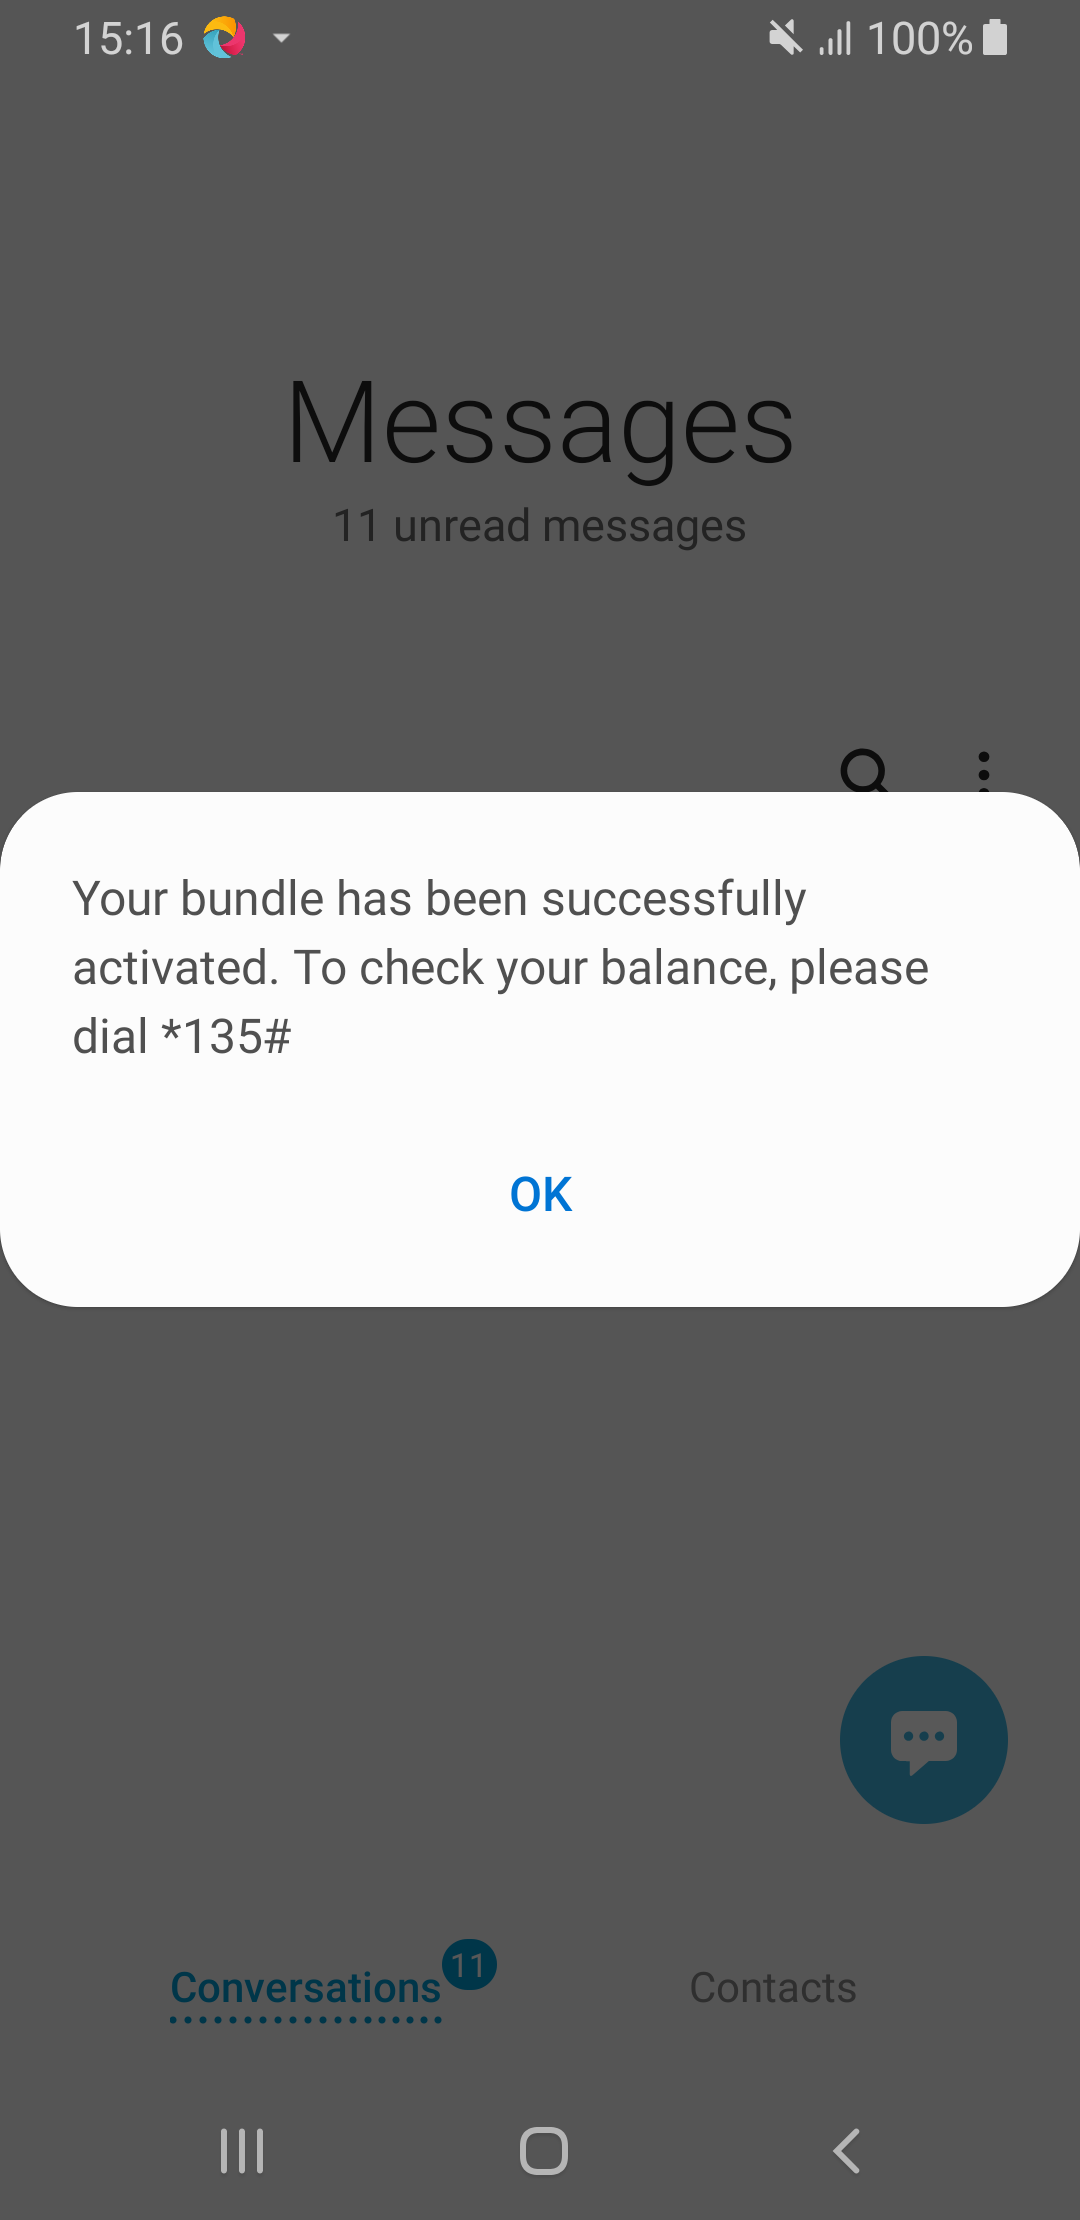 15:16
100%
Messages
11 unread messages
Your bundle has been successfully
activated. To check your balance, please
dial *135#
OK
Conversations
11
Contacts